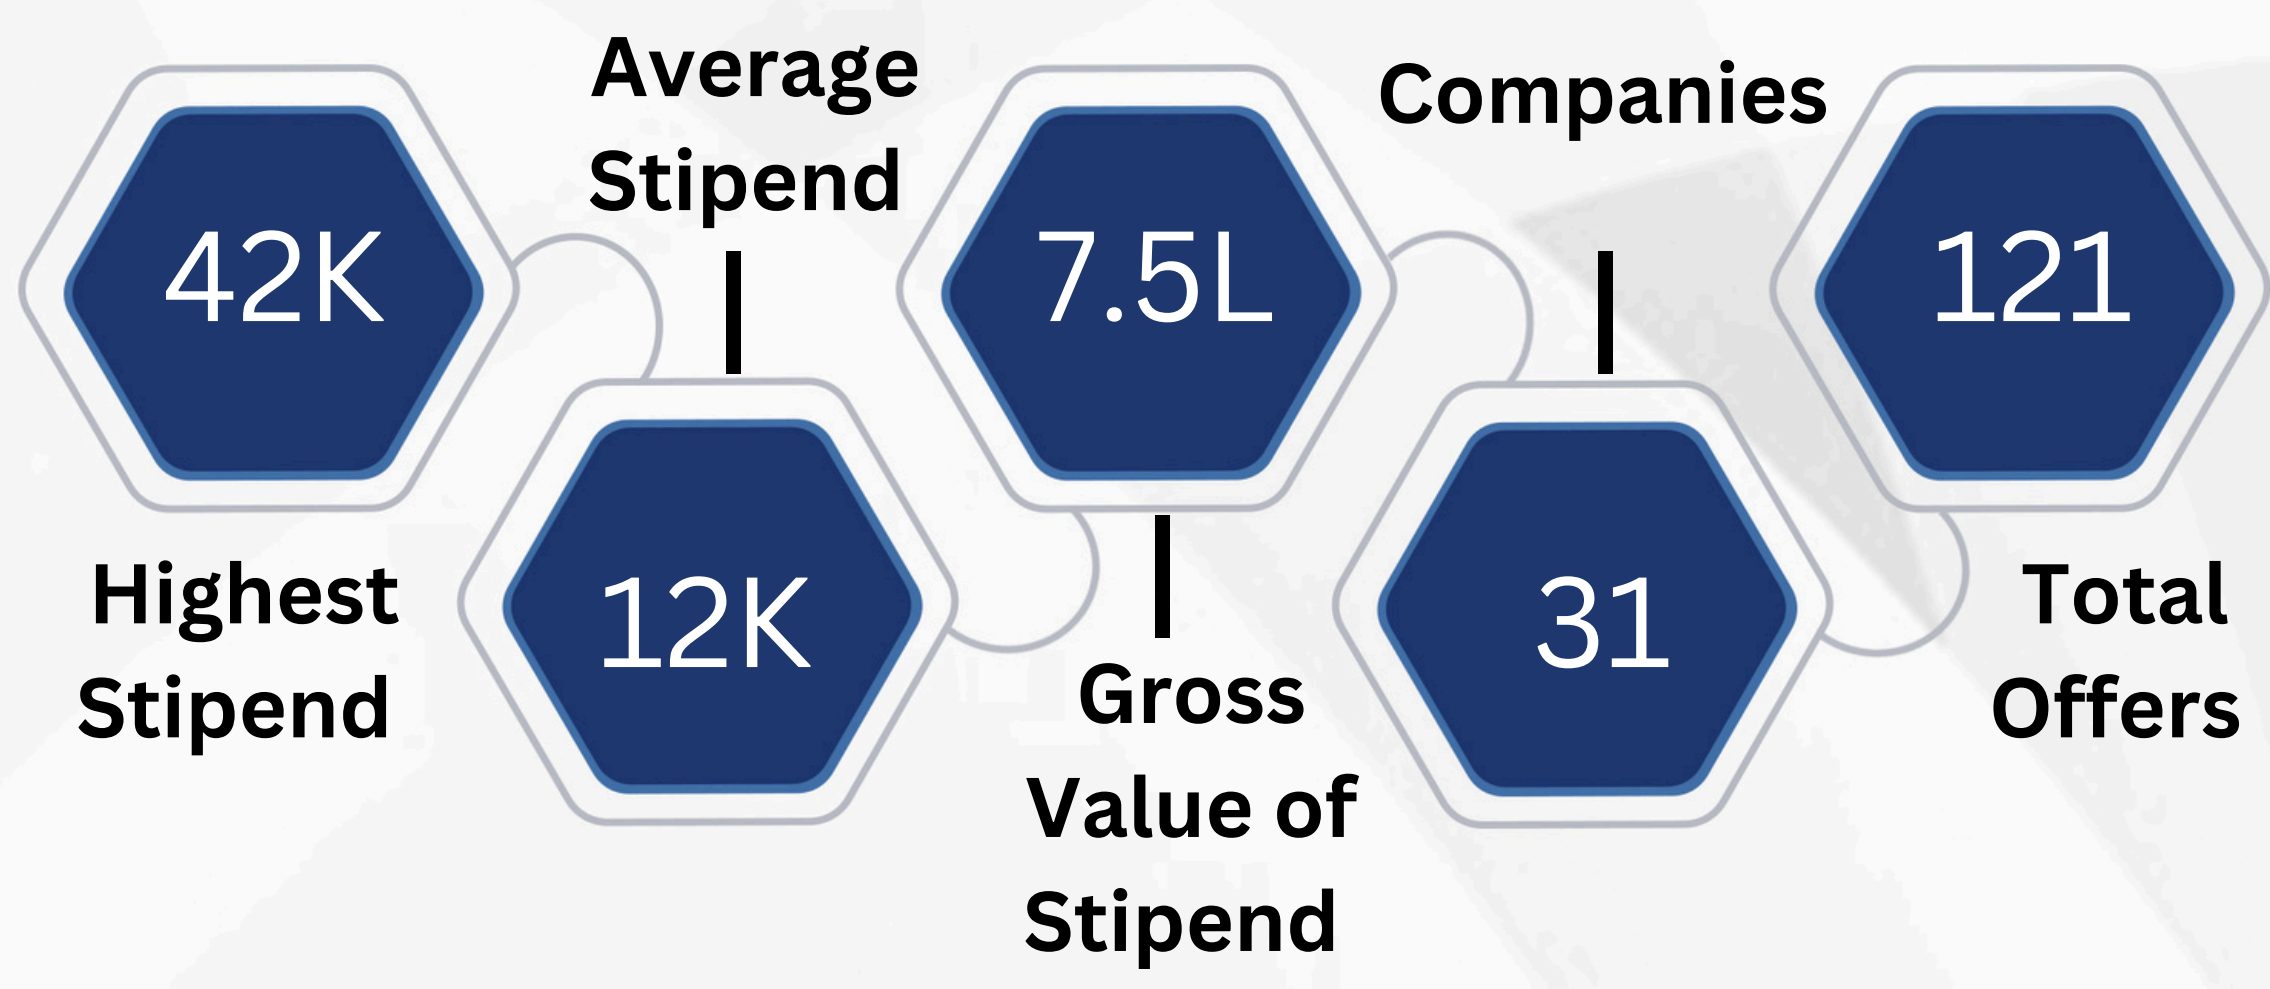 42K
Highest
Stipend
Average
Stipend
12K
7.5L
Gross
Value of
Stipend
Companies
31
121
Total
Offers